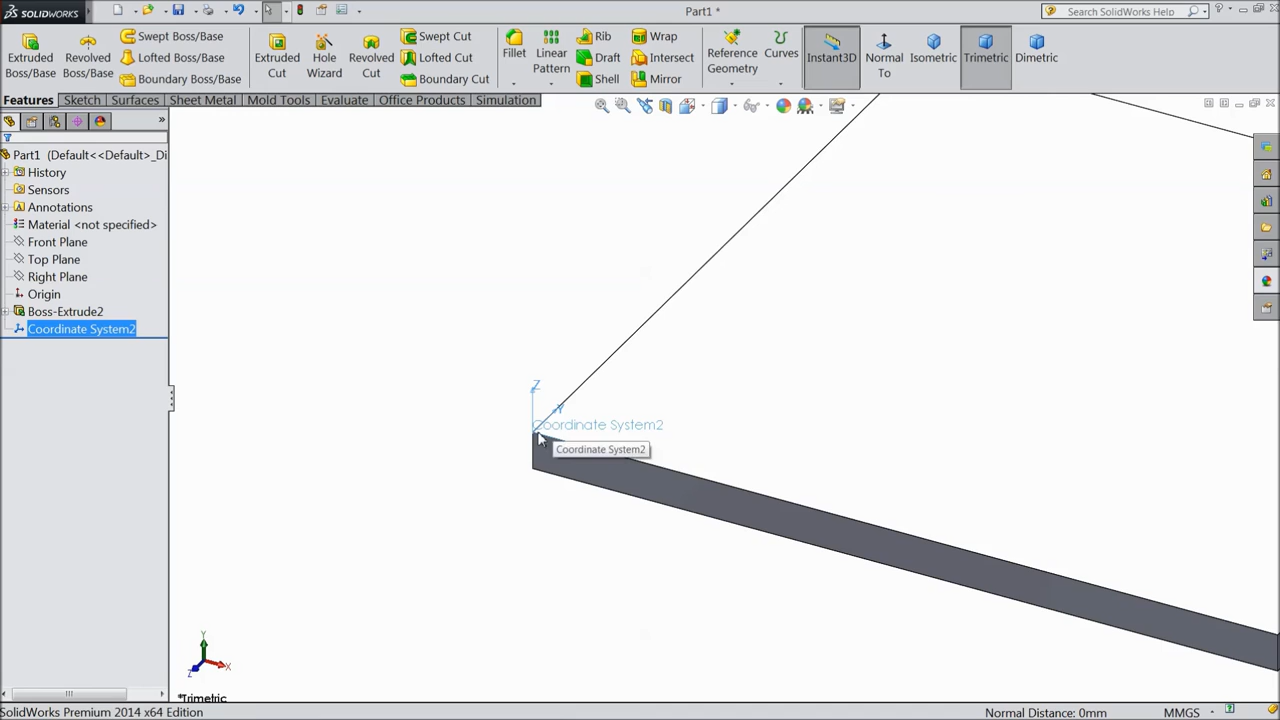 SOLIDWORKS
Part1 *
Search SolidWorks Help
Extruded Boss/Base
Revolved Boss/Base
Swept Boss/Base
Lofted Boss/Base
Boundary Boss/Base
Extruded Cut
Hole Wizard
Revolved Cut
Swept Cut
Lofted Cut
Boundary Cut
Fillet
Linear Pattern
Rib
Draft
Shell
Wrap
Intersect
Mirror
Reference Geometry
Curves
Instant3D
Normal To
Isometric
Trimetric
Dimetric
Features Sketch Surfaces Sheet Metal Mold Tools Evaluate Office Products Simulation
Part1 (Default<<Default>_Di
History
Sensors
Annotations
Material <not specified>
Front Plane
Top Plane
Right Plane
Origin
Boss-Extrude2
Coordinate System2
Z
Y
Coordinate System2
Coordinate System2
Y
X
Z
*Trimetric
SolidWorks Premium 2014 x64 Edition
Normal Distance: 0mm
MMGS